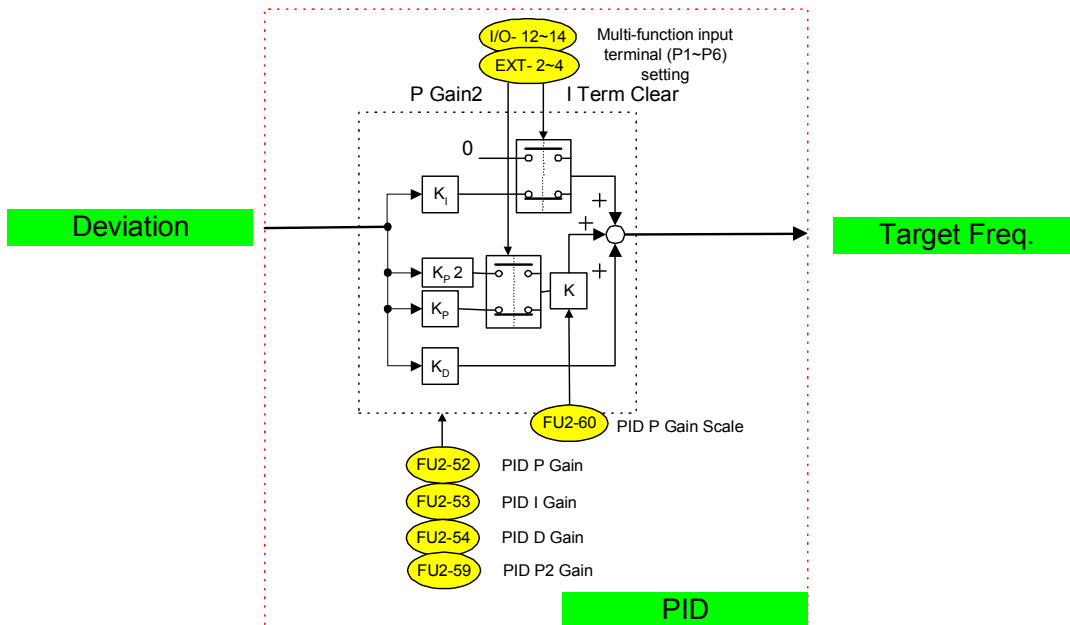 I/O- 12~14
EXT- 2~4
Multi-function input
terminal (P1~P6)
setting
P Gain2
I Term Clear
0
KI
+
Deviation
+
Target Freq.
+
KP 2
K
KP
KD
FU2-60
PID P Gain Scale
FU2-52
PID P Gain
FU2-53
PID I Gain
FU2-54
PID D Gain
FU2-59
PID P2 Gain
PID